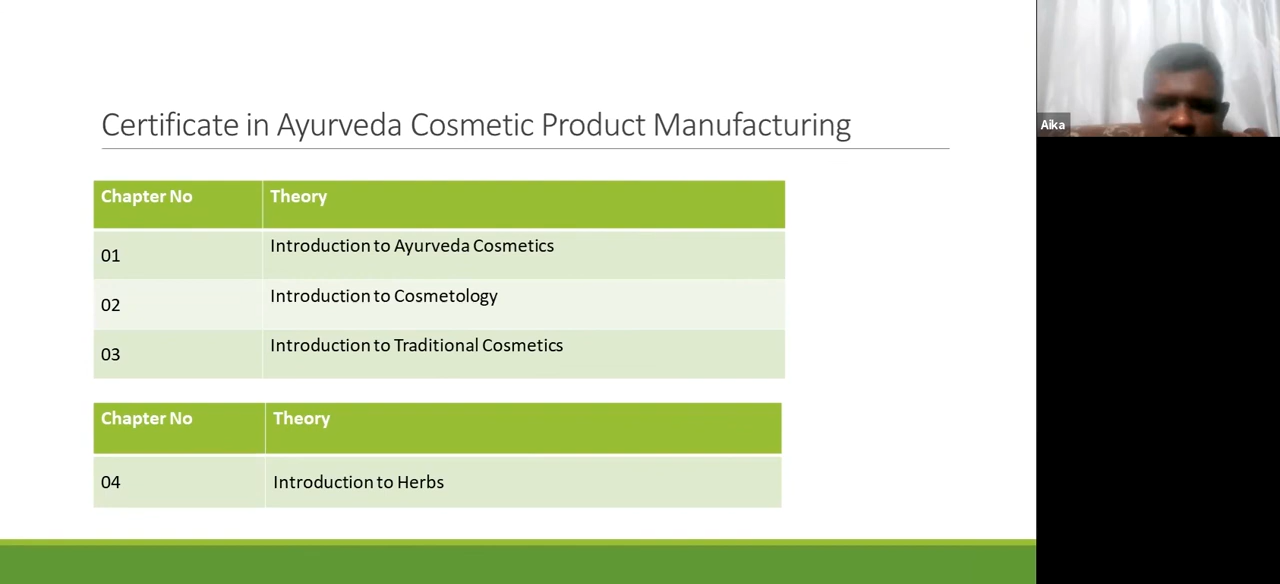 Certificate in Ayurveda Cosmetic Product Manufacturing
Chapter No Theory
01 Introduction to Ayurveda Cosmetics
02 Introduction to Cosmetology
03 Introduction to Traditional Cosmetics
Chapter No Theory
04 Introduction to Herbs
Aika